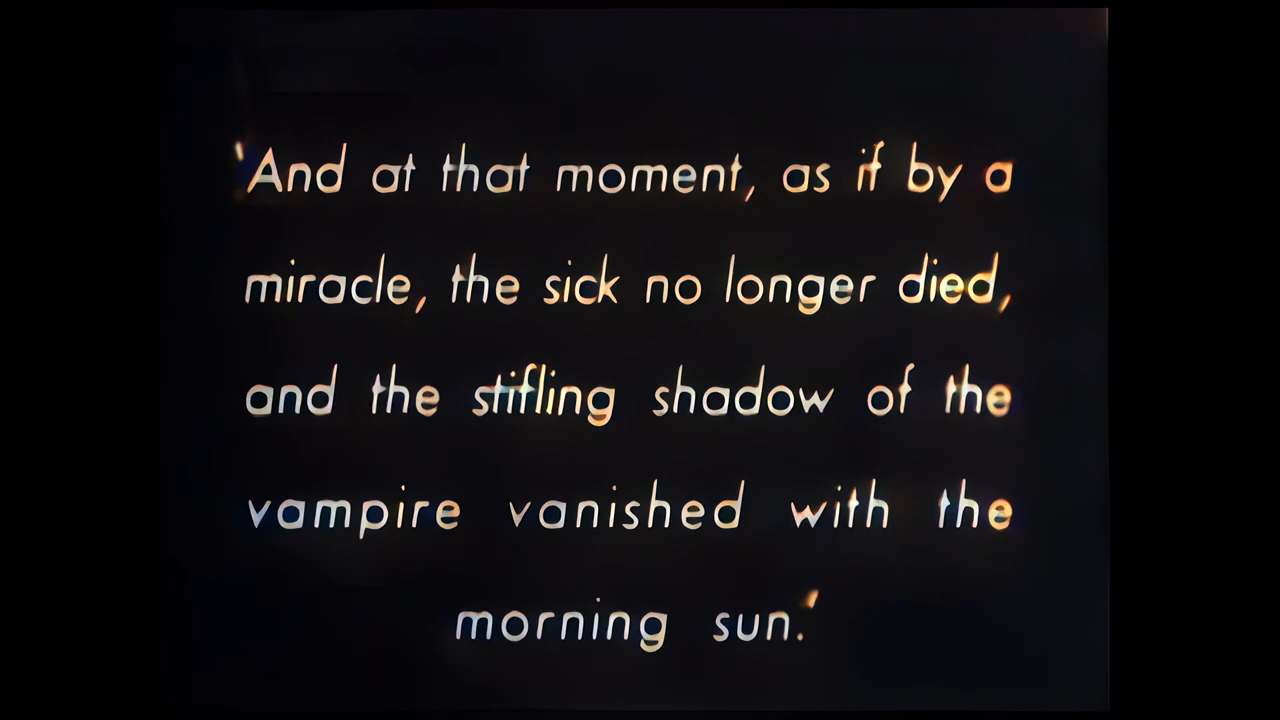 'And at that moment, as if by a
miracle, the sick no longer died,
and the stifling shadow of the
vampire vanished with the
morning sun.'